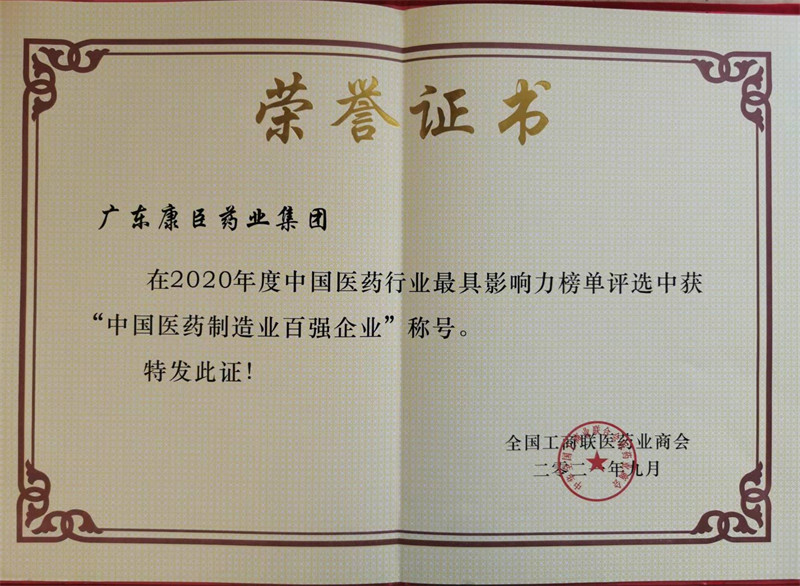 荣誉证书
广东康臣药业集团
在2020年度中国医药行业最具影响力榜单评选中获
“中国医药制造业百强企业”称号。
特发此证!
全国工商联医药业商会
二零二一年九月